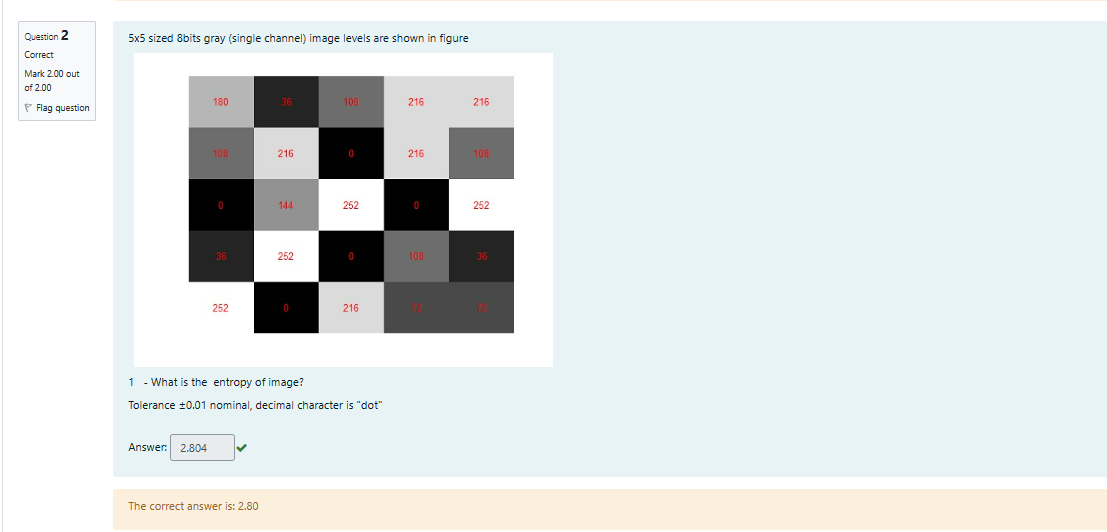 Question 2
Correct
Mark 2.00 out
of 2.00
Flag question
5x5 sized 8bits gray (single channel) image levels are shown in figure
180 36 108 216 216
108 216 0 216 108
0 144 252 0 252
36 252 0 108 36
252 0 216 72 72
1 - What is the entropy of image?
Tolerance ±0.01 nominal, decimal character is "dot"
Answer: 2.804
The correct answer is: 2.80